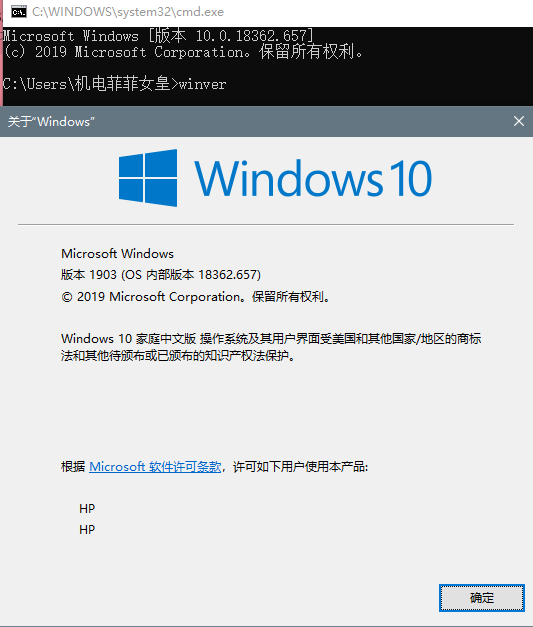 C:\WINDOWS\system32\cmd.exe
Microsoft Windows [版本 10.0.18362.657]
(c) 2019 Microsoft Corporation。保留所有权利。
C:\Users\机电菲菲女皇>winver
关于“Windows”
Windows 10
Microsoft Windows
版本 1903 (OS 内部版本 18362.657)
© 2019 Microsoft Corporation。保留所有权利。
Windows 10 家庭中文版 操作系统及其用户界面受美国和其他国家/地区的商标
法和其他待颁布或已颁布的知识产权法保护。
根据 Microsoft 软件许可条款，许可如下用户使用本产品:
HP
HP
确定